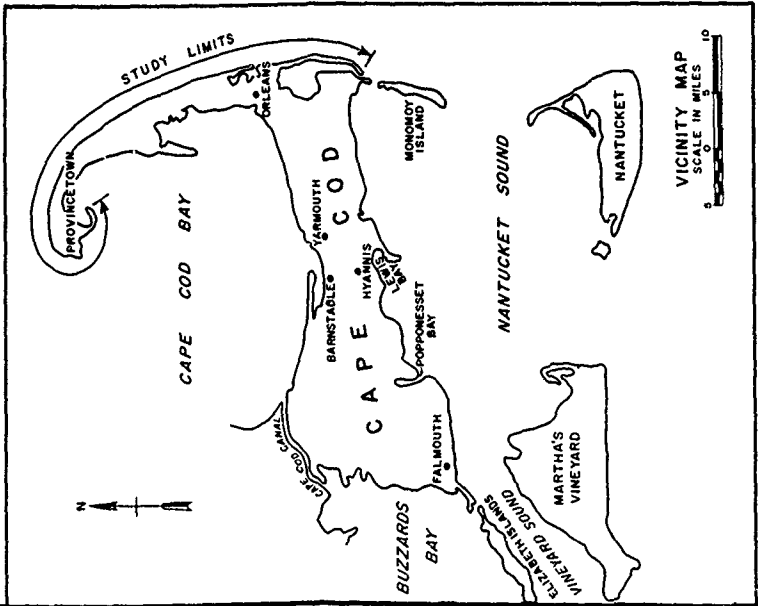 STUDY LIMITS
PROVINCETOWN
ORLEANS
CAPE COD BAY
MONOMOY
ISLAND
YARMOUTH
BARNSTABLE
HYANNIS
LEWIS
BAY
CAPE COD
POPPONESSET
BAY
NANTUCKET SOUND
NANTUCKET
CAPE COD CANAL
FALMOUTH
BUZZARDS
BAY
ELIZABETH ISLANDS
VINEYARD SOUND
MARTHA'S
VINEYARD
N
VICINITY MAP
SCALE IN MILES
5 0 5 10